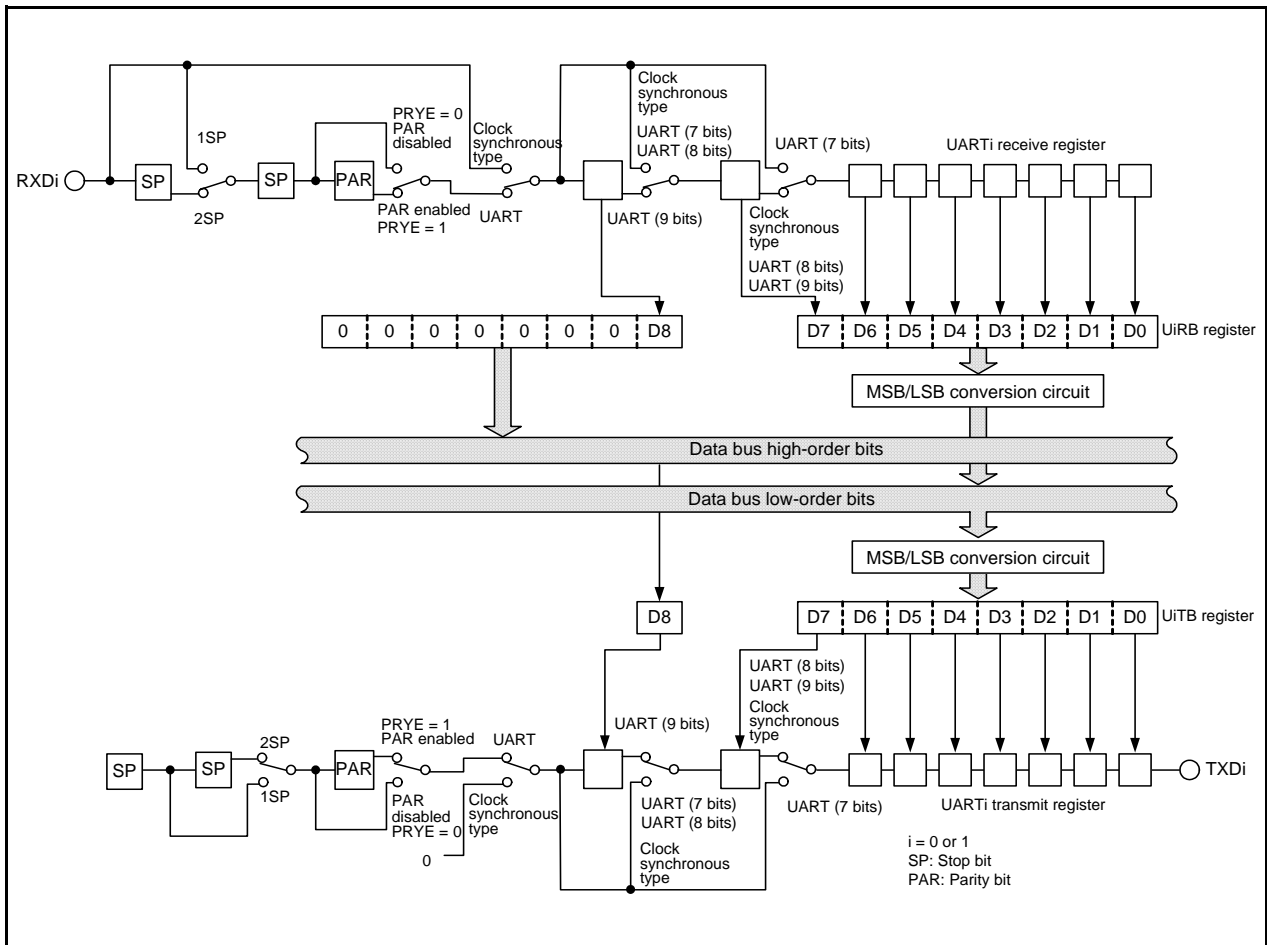 Clock
synchronous
type
PRYE = 0
PAR
disabled
Clock
synchronous
type
UART (7 bits)
UART (8 bits)
UART (7 bits)
UARTi receive register
1SP
RXDi
SP
SP
PAR
2SP
PAR enabled
PRYE = 1
UART
UART (9 bits)
Clock
synchronous
type
UART (8 bits)
UART (9 bits)
0 0 0 0 0 0 0 D8
D7 D6 D5 D4 D3 D2 D1 D0
UiRB register
MSB/LSB conversion circuit
Data bus high-order bits
Data bus low-order bits
MSB/LSB conversion circuit
D8
D7 D6 D5 D4 D3 D2 D1 D0
UiTB register
UART (8 bits)
UART (9 bits)
Clock
synchronous
type
UART (9 bits)
PRYE = 1
PAR enabled
UART
2SP
SP
SP
PAR
TXDi
1SP
PAR
disabled
PRYE = 0
Clock
synchronous
type
0
UART (7 bits)
UART (8 bits)
Clock
synchronous
type
UART (7 bits)
UARTi transmit register
i = 0 or 1
SP: Stop bit
PAR: Parity bit